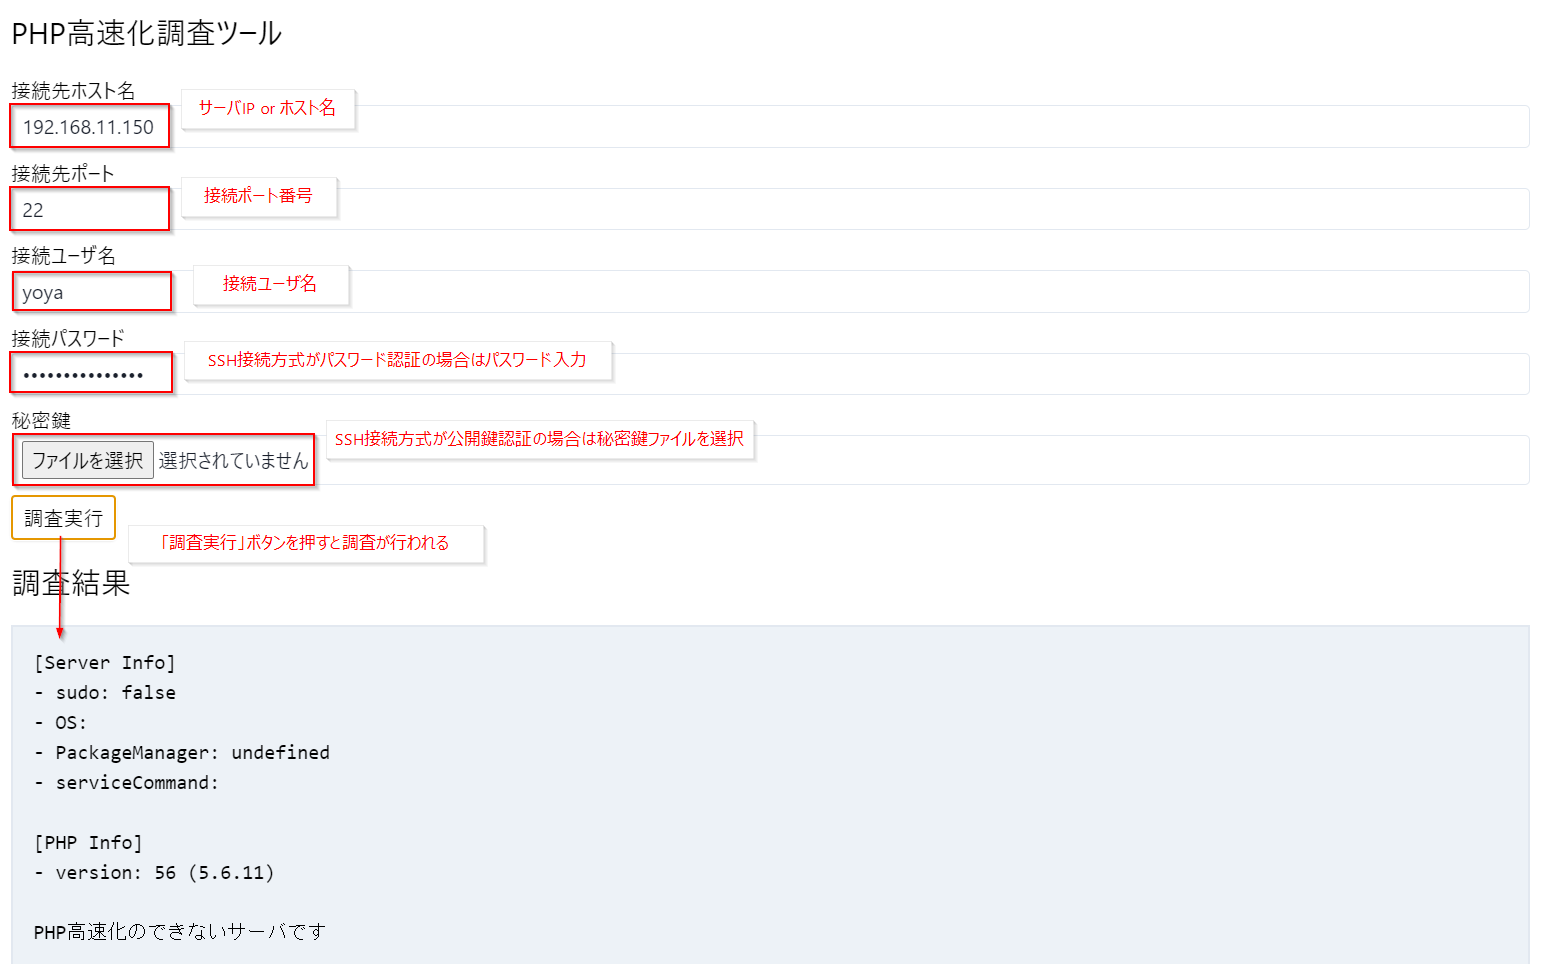 PHP高速化調査ツール
接続先ホスト名
サーバIP or ホスト名
192.168.11.150
接続先ポート
接続ポート番号
22
接続ユーザ名
接続ユーザ名
yoya
接続パスワード
SSH接続方式がパスワード認証の場合はパスワード入力
•••••••••••••••
秘密鍵
SSH接続方式が公開鍵認証の場合は秘密鍵ファイルを選択
ファイルを選択 選択されていません
調査実行
「調査実行」ボタンを押すと調査が行われる
調査結果
[Server Info]
- sudo: false
- OS:
- PackageManager: undefined
- serviceCommand:
[PHP Info]
- version: 56 (5.6.11)
PHP高速化のできないサーバです